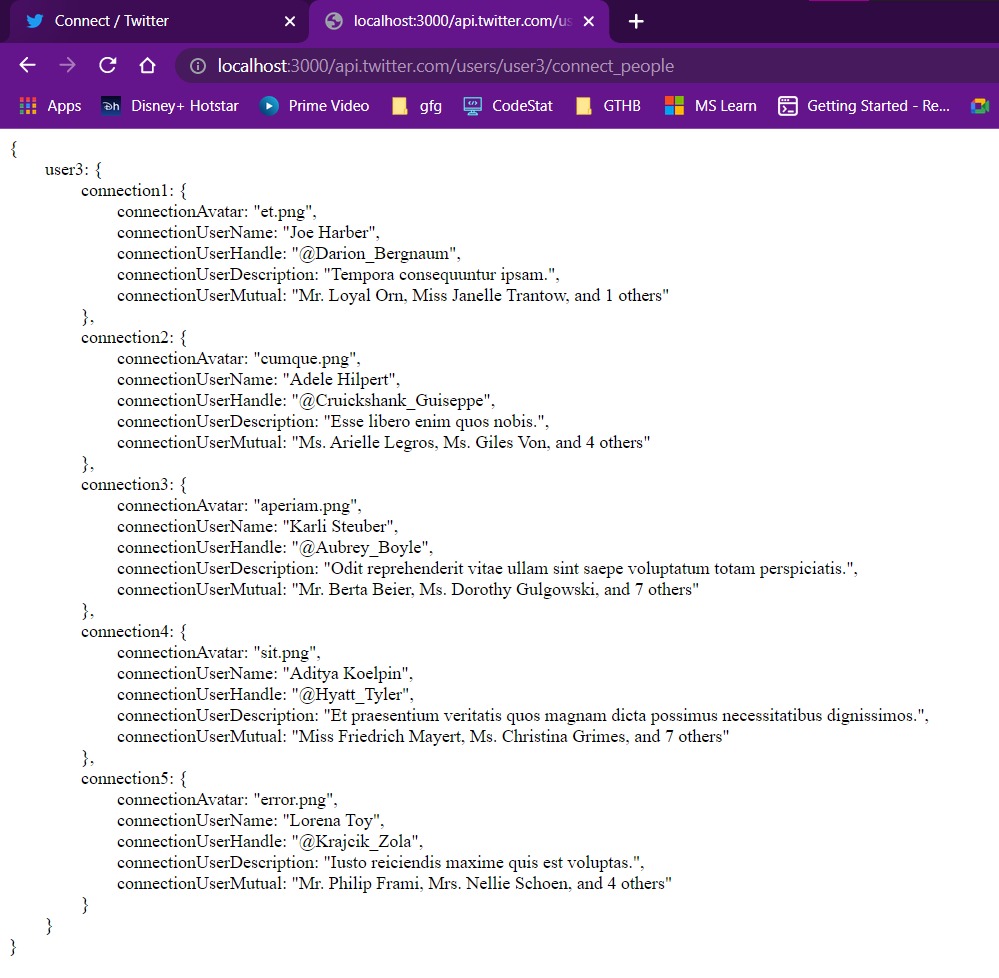 Connect / Twitter
localhost:3000/api.twitter.com/us
localhost:3000/api.twitter.com/users/user3/connect_people
Apps Disney+ Hotstar Prime Video gfg CodeStat GTHB MS Learn Getting Started - Re...
{
user3: {
connection1: {
connectionAvatar: "et.png",
connectionUserName: "Joe Harber",
connectionUserHandle: "@Darion_Bergnaum",
connectionUserDescription: "Tempora consequuntur ipsam.",
connectionUserMutual: "Mr. Loyal Orn, Miss Janelle Trantow, and 1 others"
},
connection2: {
connectionAvatar: "cumque.png",
connectionUserName: "Adele Hilpert",
connectionUserHandle: "@Cruickshank_Guiseppe",
connectionUserDescription: "Esse libero enim quos nobis.",
connectionUserMutual: "Ms. Arielle Legros, Ms. Giles Von, and 4 others"
},
connection3: {
connectionAvatar: "aperiam.png",
connectionUserName: "Karli Steuber",
connectionUserHandle: "@Aubrey_Boyle",
connectionUserDescription: "Odit reprehenderit vitae ullam sint saepe voluptatum totam perspiciatis.",
connectionUserMutual: "Mr. Berta Beier, Ms. Dorothy Gulgowski, and 7 others"
},
connection4: {
connectionAvatar: "sit.png",
connectionUserName: "Aditya Koelpin",
connectionUserHandle: "@Hyatt_Tyler",
connectionUserDescription: "Et praesentium veritatis quos magnam dicta possimus necessitatibus dignissimos.",
connectionUserMutual: "Miss Friedrich Mayert, Ms. Christina Grimes, and 7 others"
},
connection5: {
connectionAvatar: "error.png",
connectionUserName: "Lorena Toy",
connectionUserHandle: "@Krajcik_Zola",
connectionUserDescription: "Iusto reiciendis maxime quis est voluptas.",
connectionUserMutual: "Mr. Philip Frami, Mrs. Nellie Schoen, and 4 others"
}
}
}